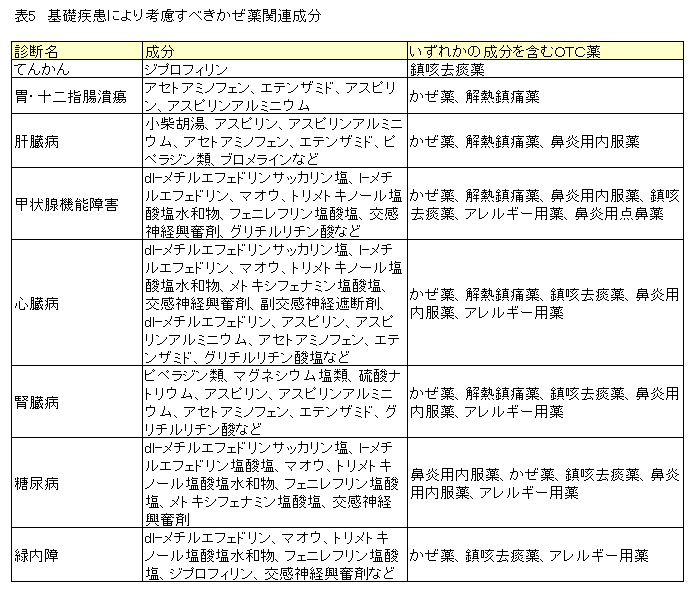 表5　基礎疾患により考慮すべきかぜ薬関連成分
診断名
成分
いずれかの成分を含むOTC薬
てんかん
ジプロフィリン
鎮咳去痰薬
胃・十二指腸潰瘍
アセトアミノフェン、エテンザミド、アスピリ
ン、アスピリンアルミニウム
かぜ薬、解熱鎮痛薬
肝臓病
小柴胡湯、アスピリン、アスピリンアルミニ
ウム、アセトアミノフェン、エテンザミド、ピ
ペラジン類、ブロメラインなど
かぜ薬、解熱鎮痛薬、鼻炎用内服薬
甲状腺機能障害
dl-メチルエフェドリンサッカリン塩、l-メ
チルエフェドリン、マオウ、トリメトキノール塩
酸塩水和物、フェニレフリン塩酸塩、交感
神経興奮剤、グリチルリチン酸など
かぜ薬、解熱鎮痛薬、鼻炎用内服薬、鎮咳
去痰薬、アレルギー用薬、鼻炎用点鼻薬
心臓病
dl-メチルエフェドリンサッカリン塩、l-メチ
ルエフェドリン、マオウ、トリメトキノール塩
酸塩水和物、メトキシフェナミン塩酸塩、
交感神経興奮剤、副交感神経遮断剤、
dl-メチルエフェドリン、アスピリン、アスピ
リンアルミニウム、アセトアミノフェン、エテ
ンザミド、グリチルリチン酸塩など
かぜ薬、解熱鎮痛薬、鎮咳去痰薬、鼻炎用
内服薬、アレルギー用薬
腎臓病
ピペラジン類、マグネシウム塩類、硫酸ナ
トリウム、アスピリン、アスピリンアルミニ
ウム、アセトアミノフェン、エテンザミド、グ
リチルリチン酸など
かぜ薬、解熱鎮痛薬、鎮咳去痰薬、鼻炎用
内服薬、アレルギー用薬
糖尿病
dl-メチルエフェドリンサッカリン塩、l-メチ
ルエフェドリン塩酸塩、マオウ、トリメトキ
ノール塩酸塩水和物、フェニレフリン塩酸
塩、メトキシフェナミン塩酸塩、交感神経
興奮剤
鼻炎用内服薬、かぜ薬、鎮咳去痰薬、鼻炎
用内服薬、アレルギー用薬
緑内障
dl-メチルエフェドリン、マオウ、トリメトキ
ノール塩酸塩水和物、フェニレフリン塩酸
塩、ジプロフィリン、交感神経興奮剤など
かぜ薬、鎮咳去痰薬、アレルギー用薬